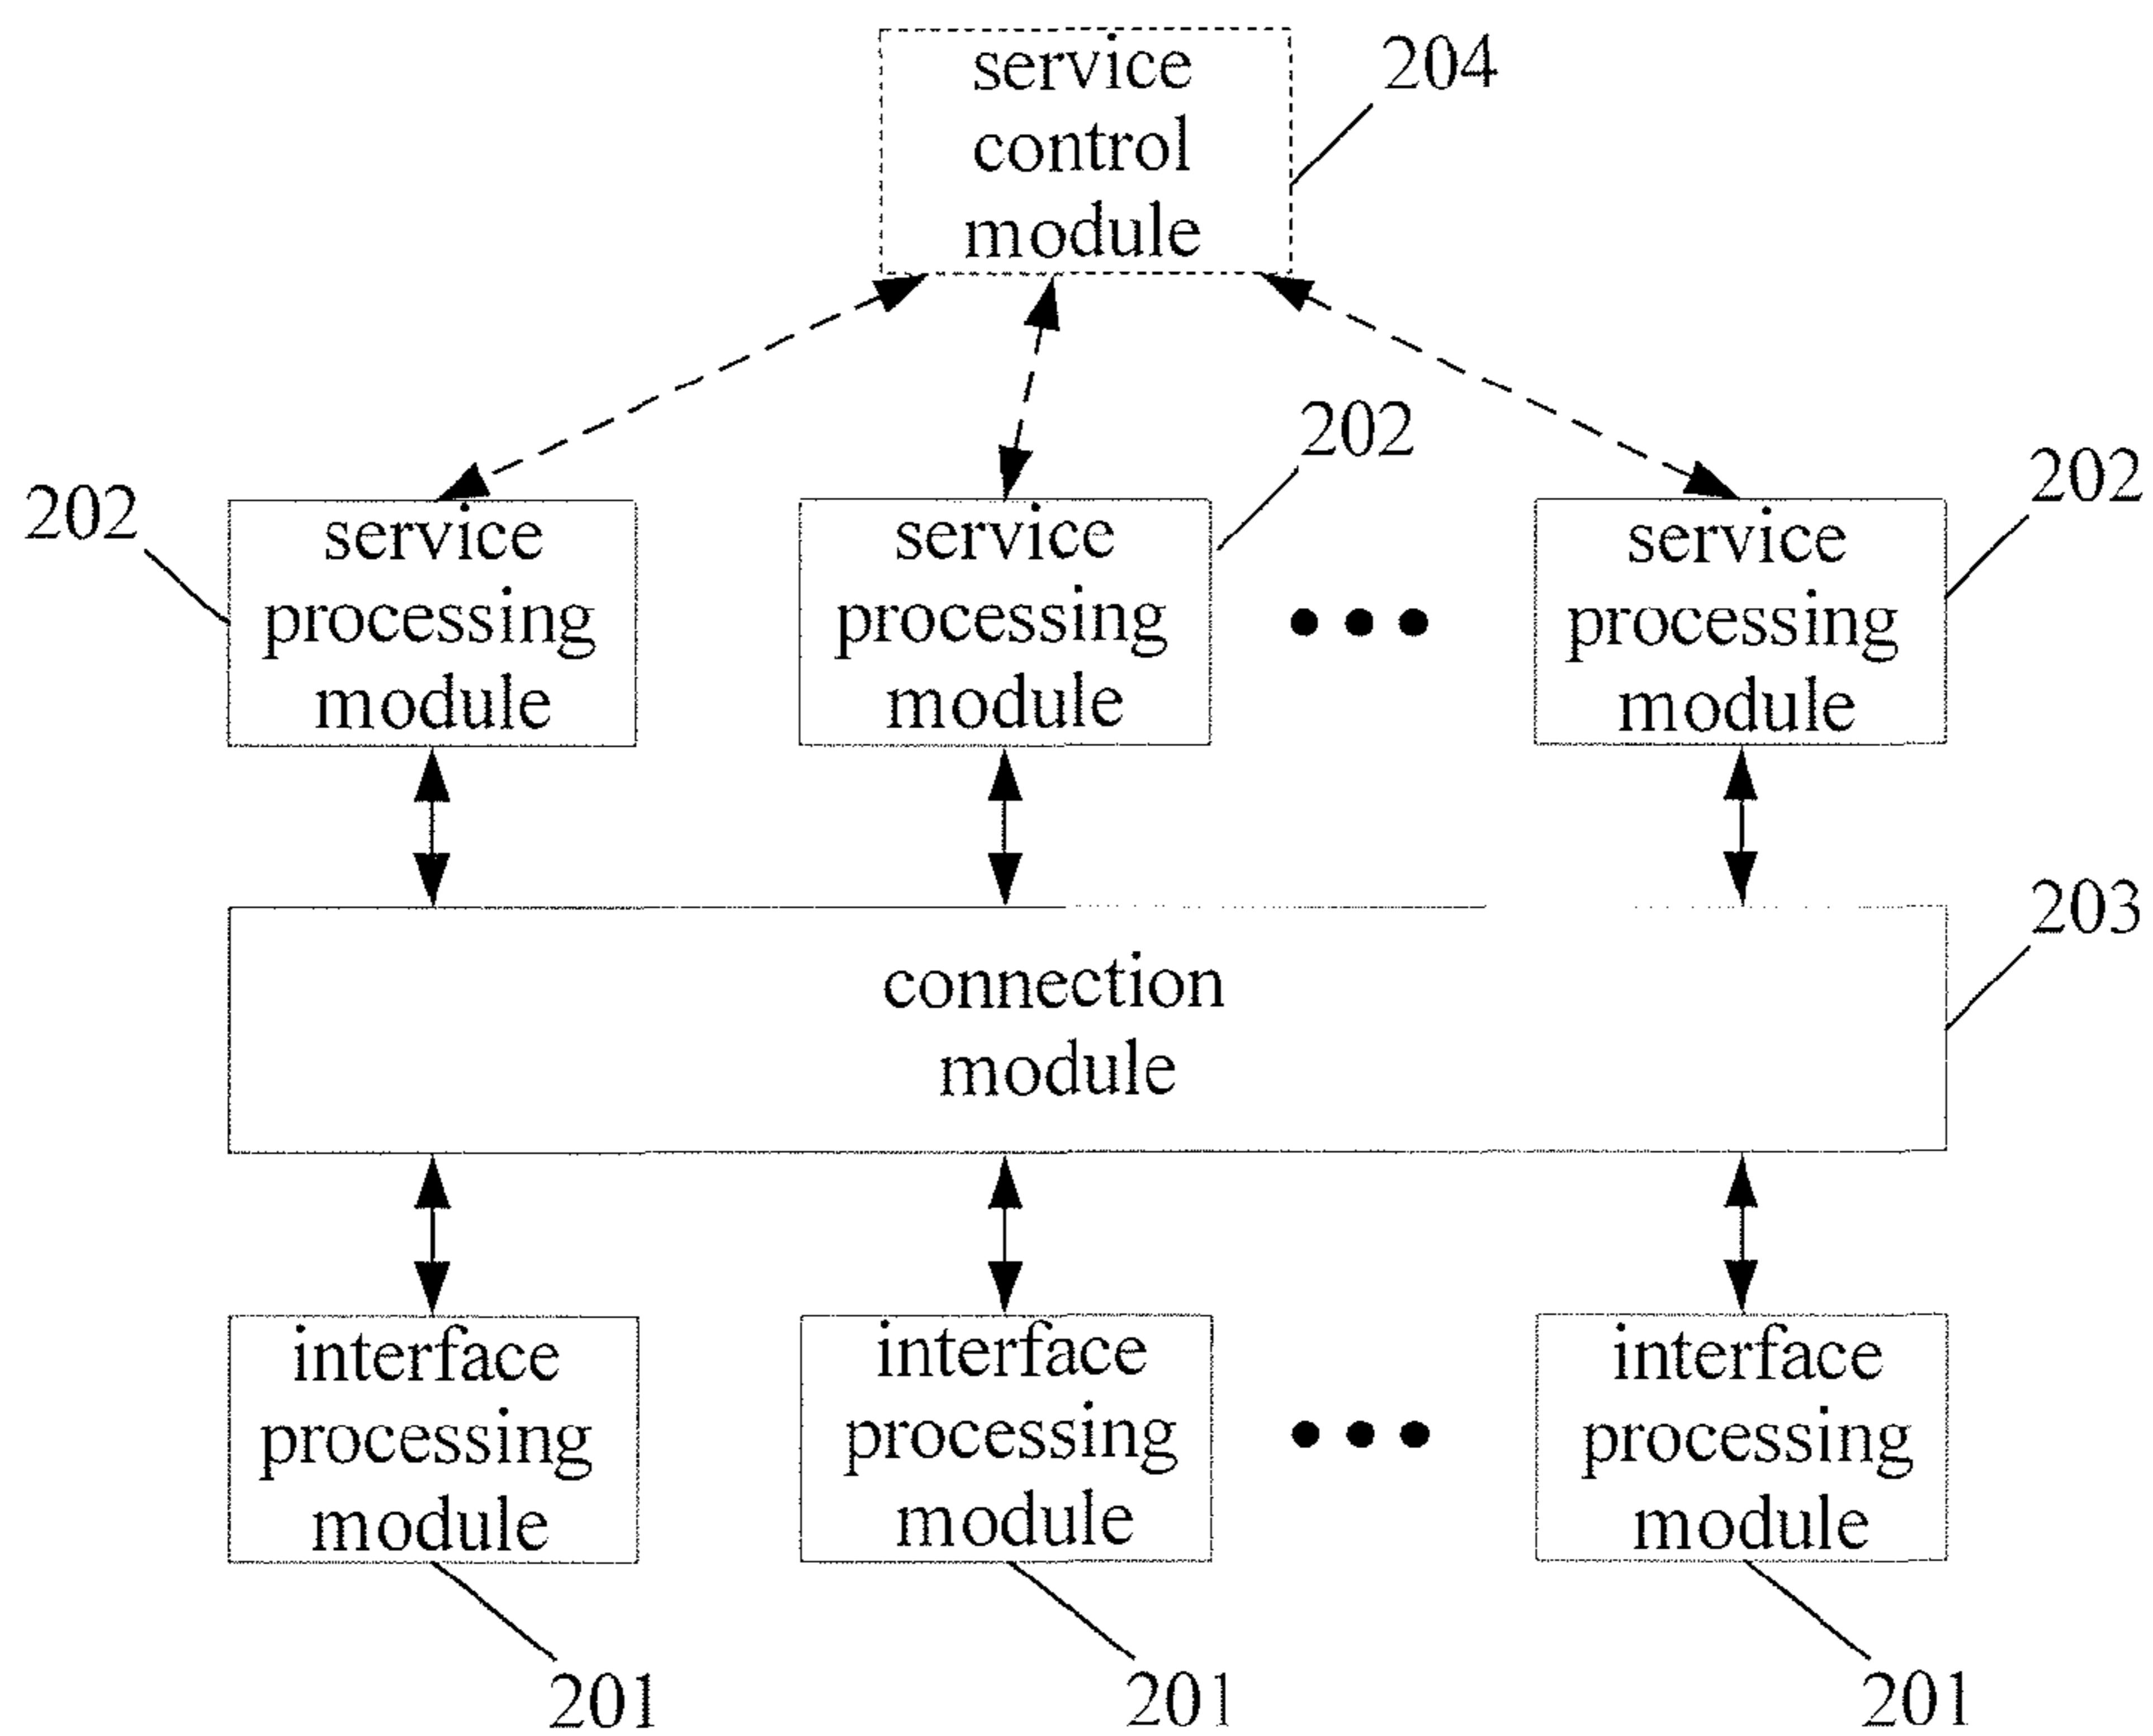 service
control
module
204
202
service
processing
module
202
service
processing
module
202
service
processing
module
203
connection
module
interface
processing
module
interface
processing
module
interface
processing
module
201
201
201